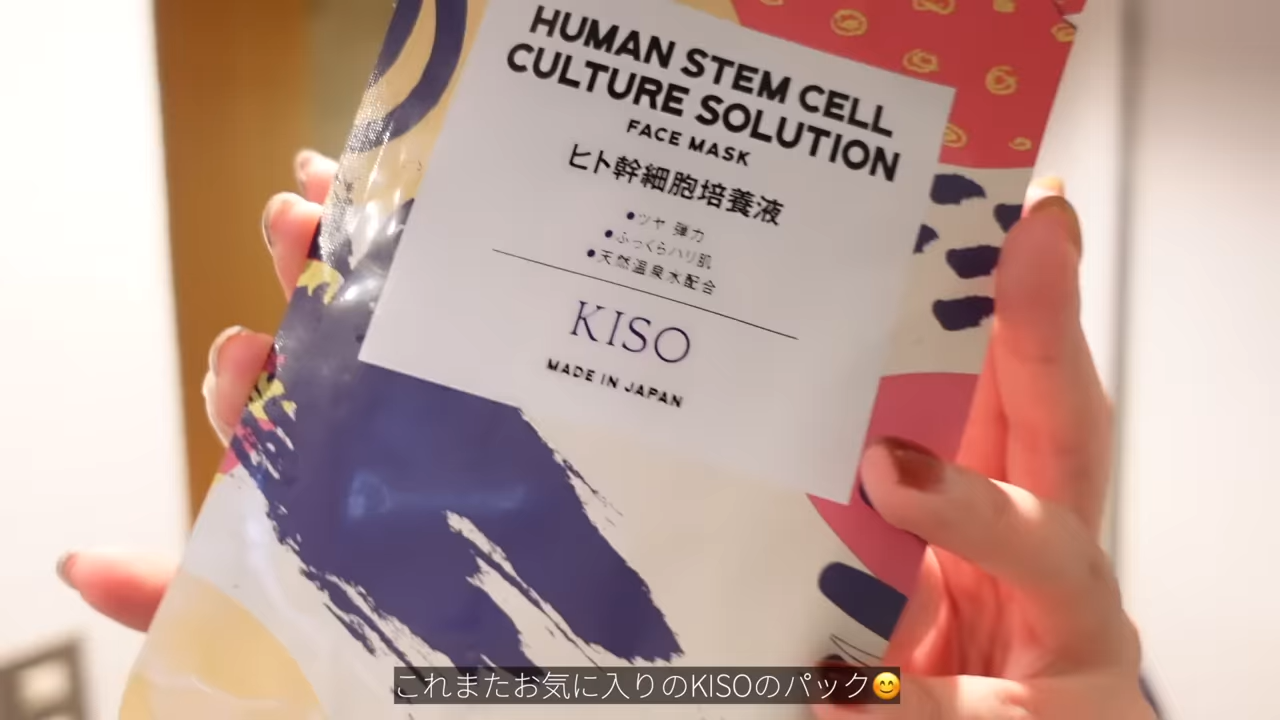 HUMAN STEM CELL
CULTURE SOLUTION
FACE MASK
ヒト幹細胞培養液
●ツヤ 弾力
●ふっくらハリ肌
●天然温泉水配合
KISO
MADE IN JAPAN
これまたお気に入りのKISOのパック😊